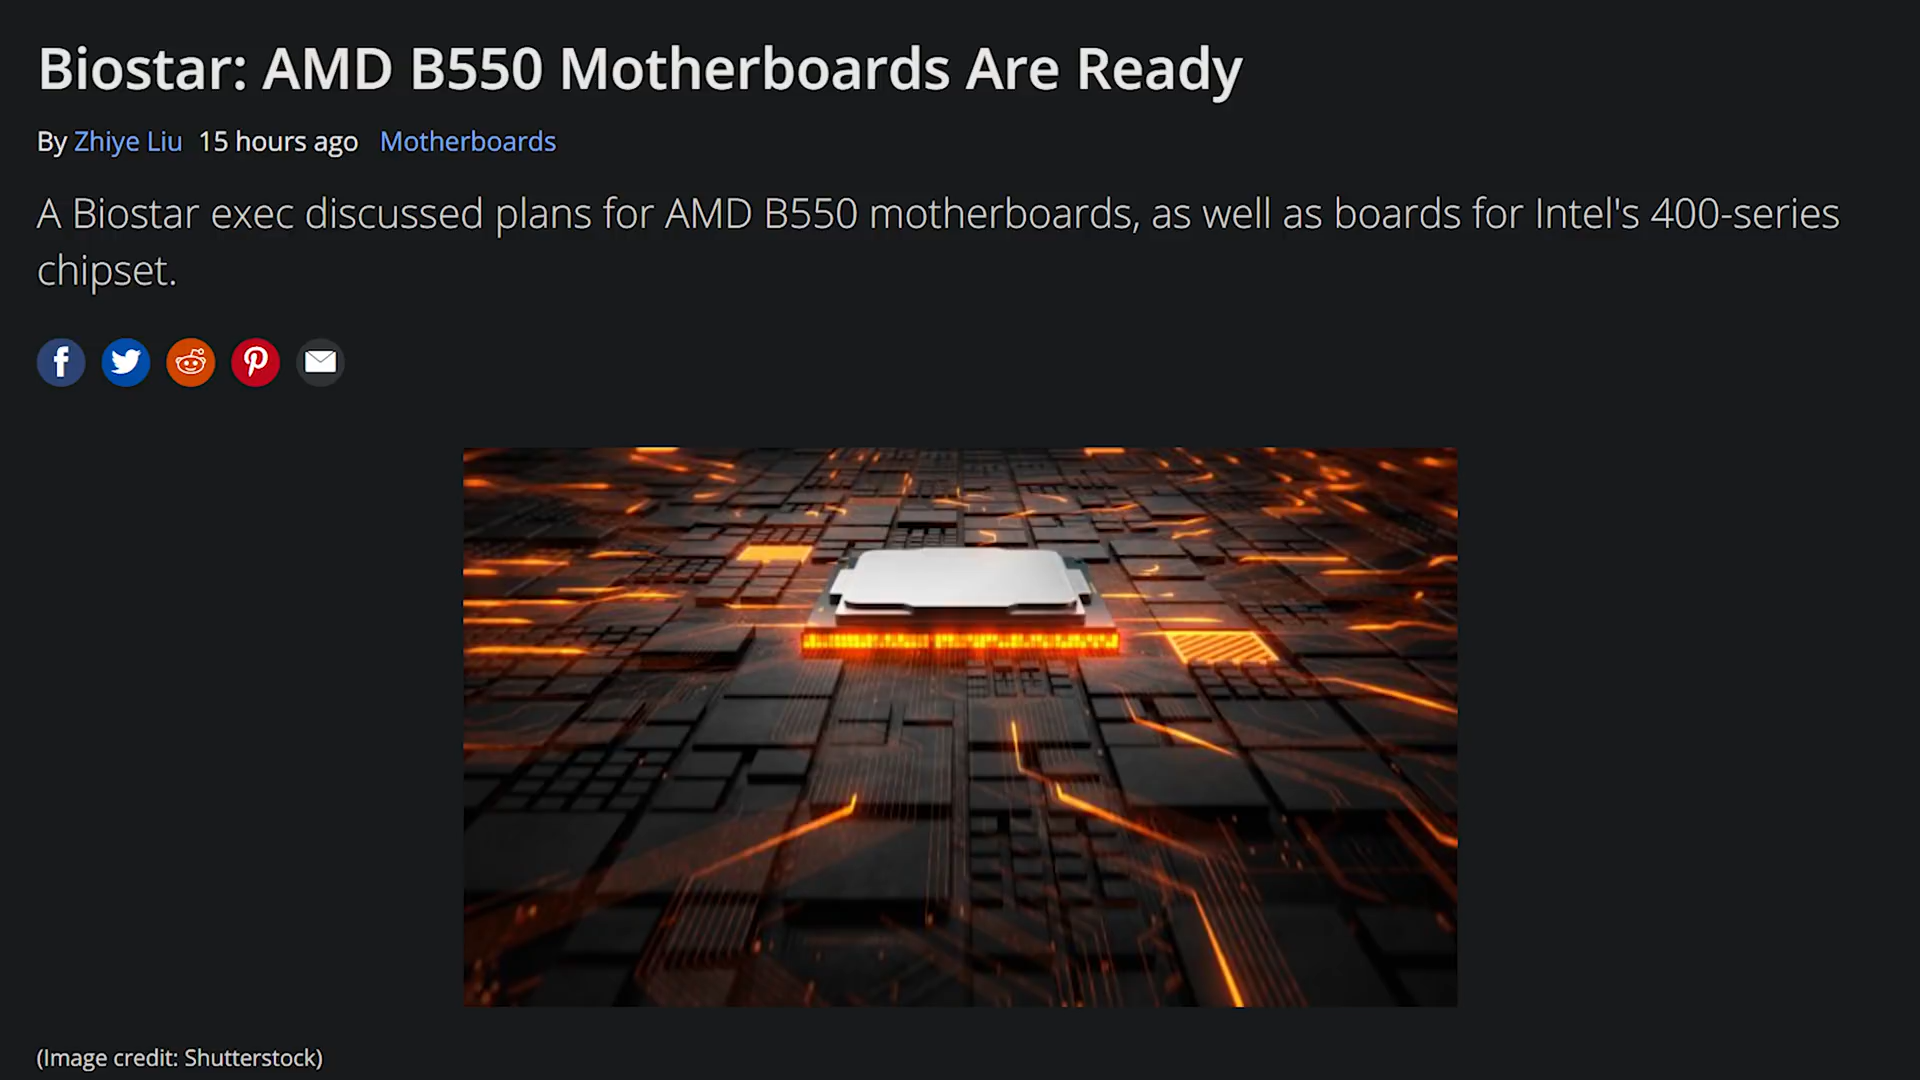 Biostar: AMD B550 Motherboards Are Ready
By Zhiye Liu 15 hours ago Motherboards
A Biostar exec discussed plans for AMD B550 motherboards, as well as boards for Intel's 400-series
chipset.
(Image credit: Shutterstock)